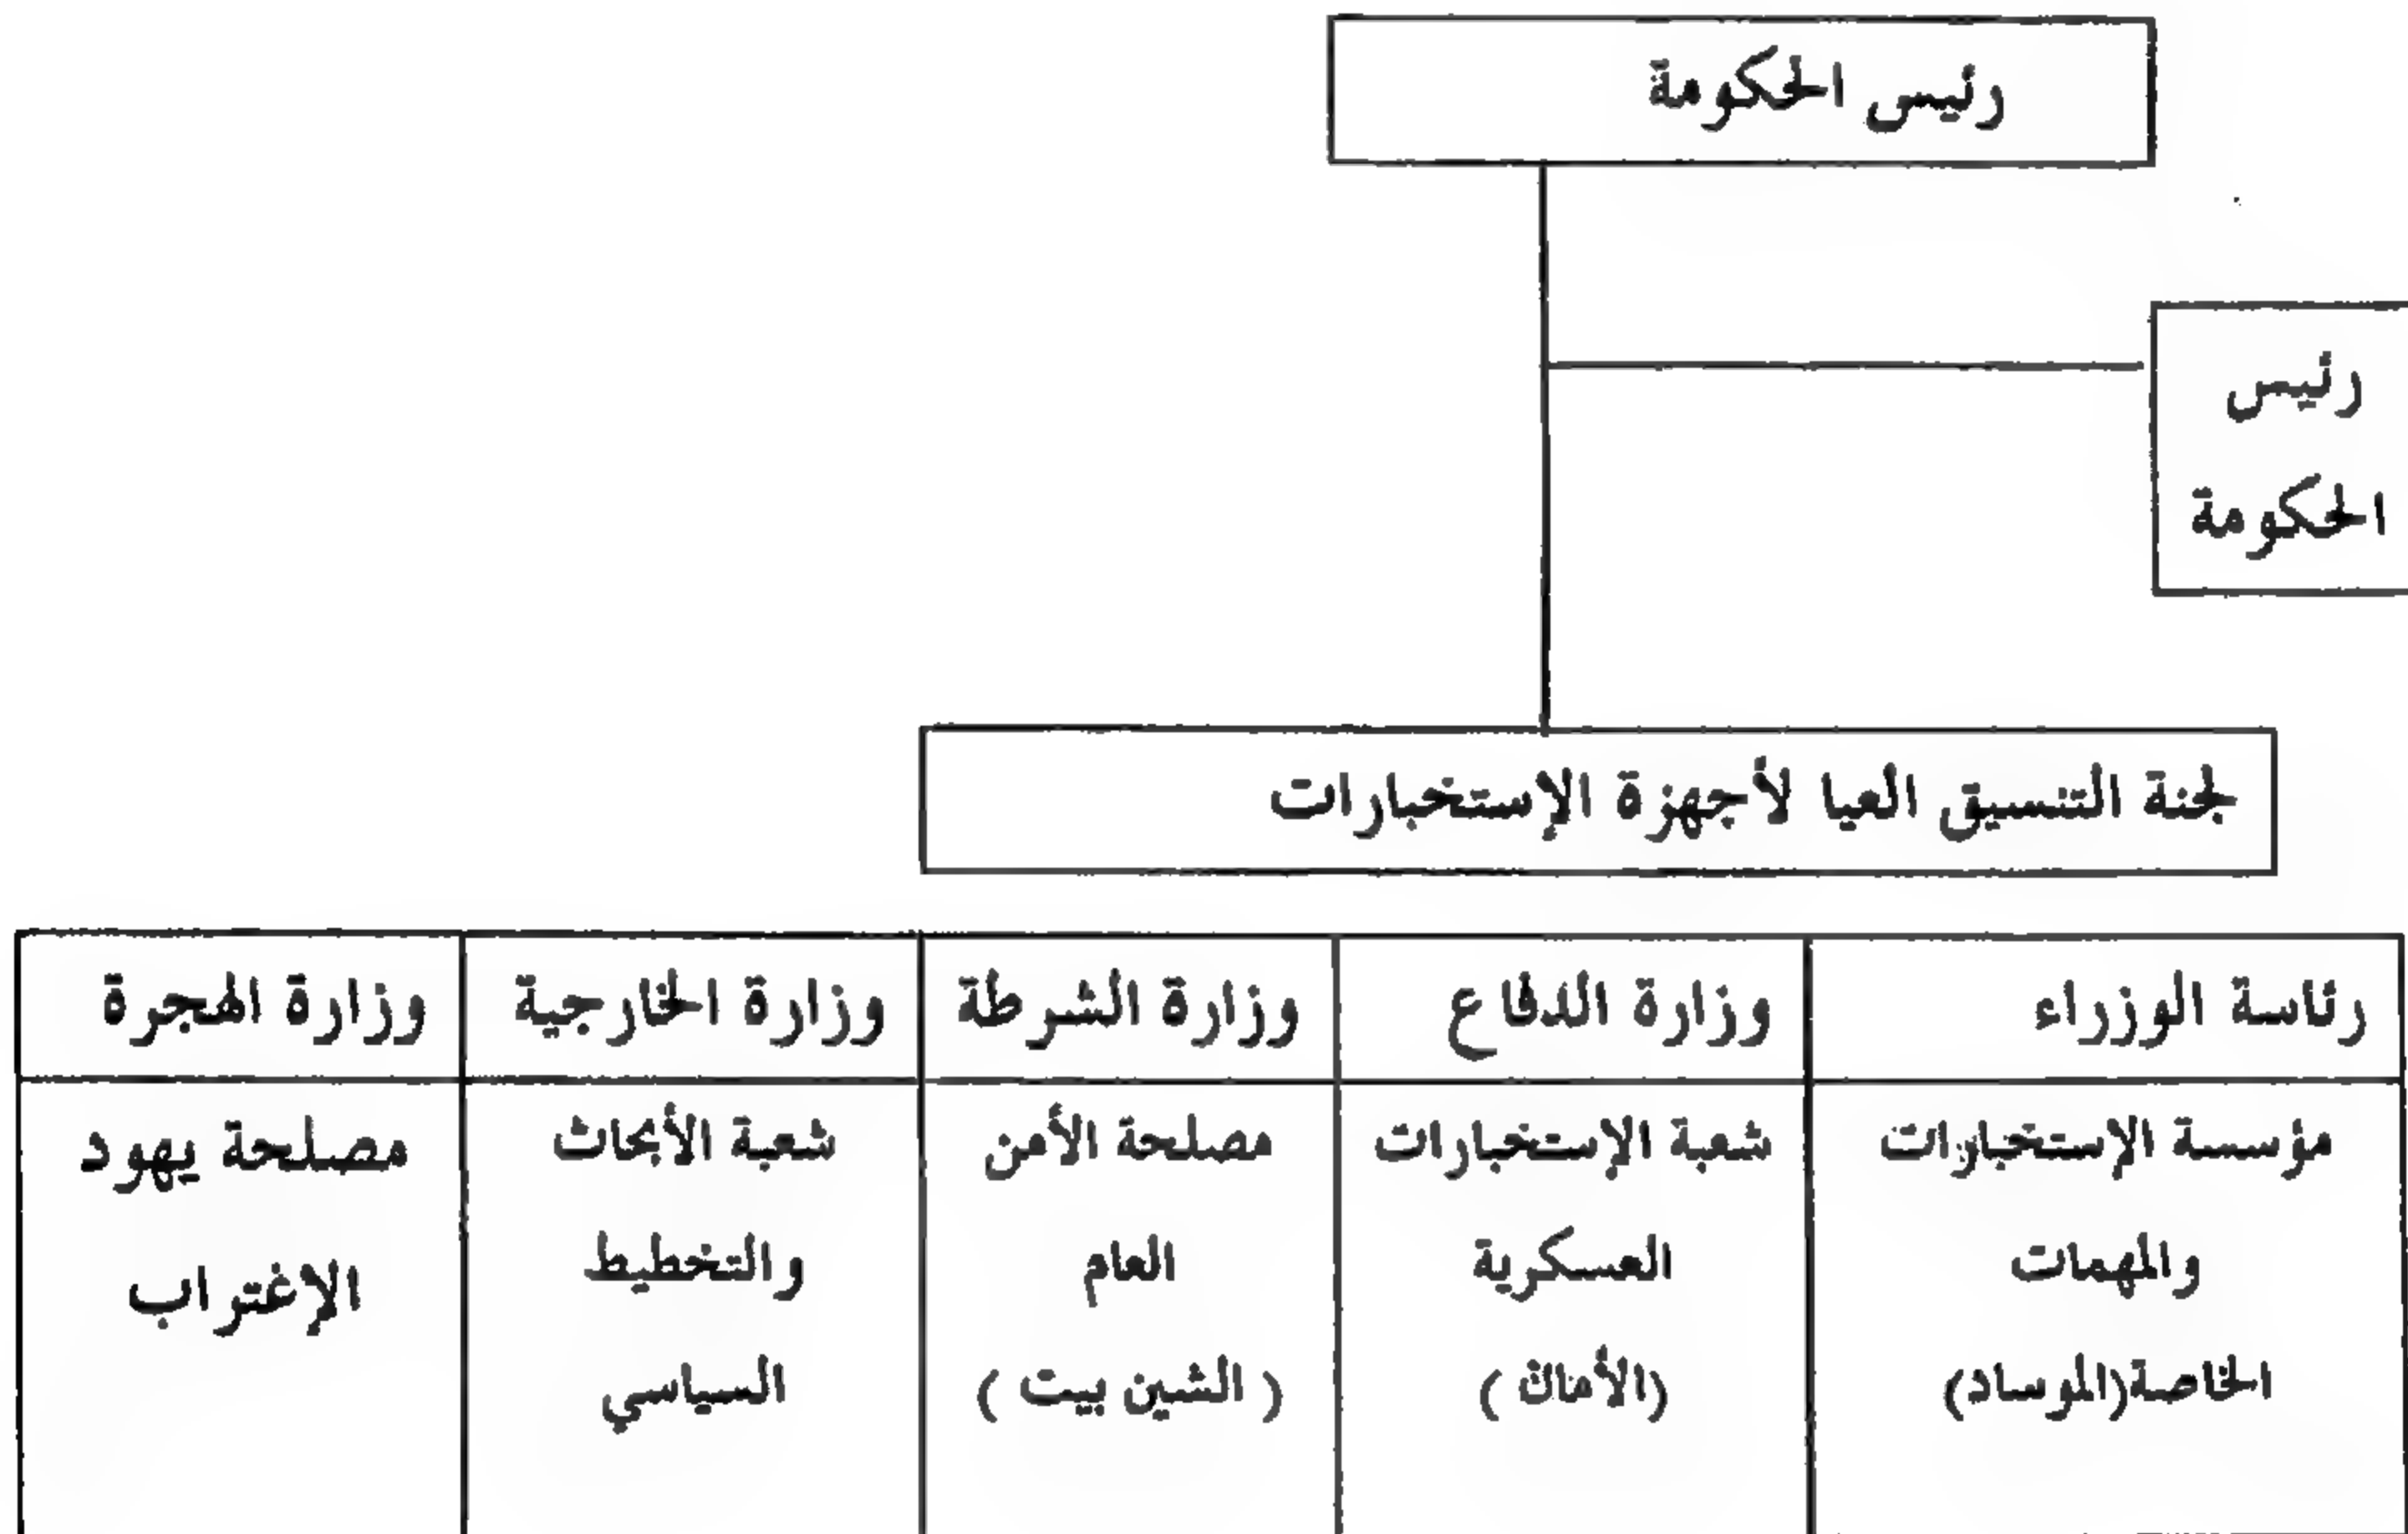 رئيس الحكومة
رئيس
الحكومة
لجنة التنسيق العيا لأجهزة الإستخبارات
رئاسة الوزراء
وزارة الدفاع
وزارة الشرطة
وزارة الخارجية
وزارة الهجرة
مؤسسة الإستخبارات
والمهمات
الخاصة(الموساد)
شعبة الإستخبارات
العسكرية
(الأمان )
مصلحة الأمن
العام
( الشين بيت )
شعبة الأبحاث
والتخطيط
السياسي
مصلحة يهود
الإغتراب